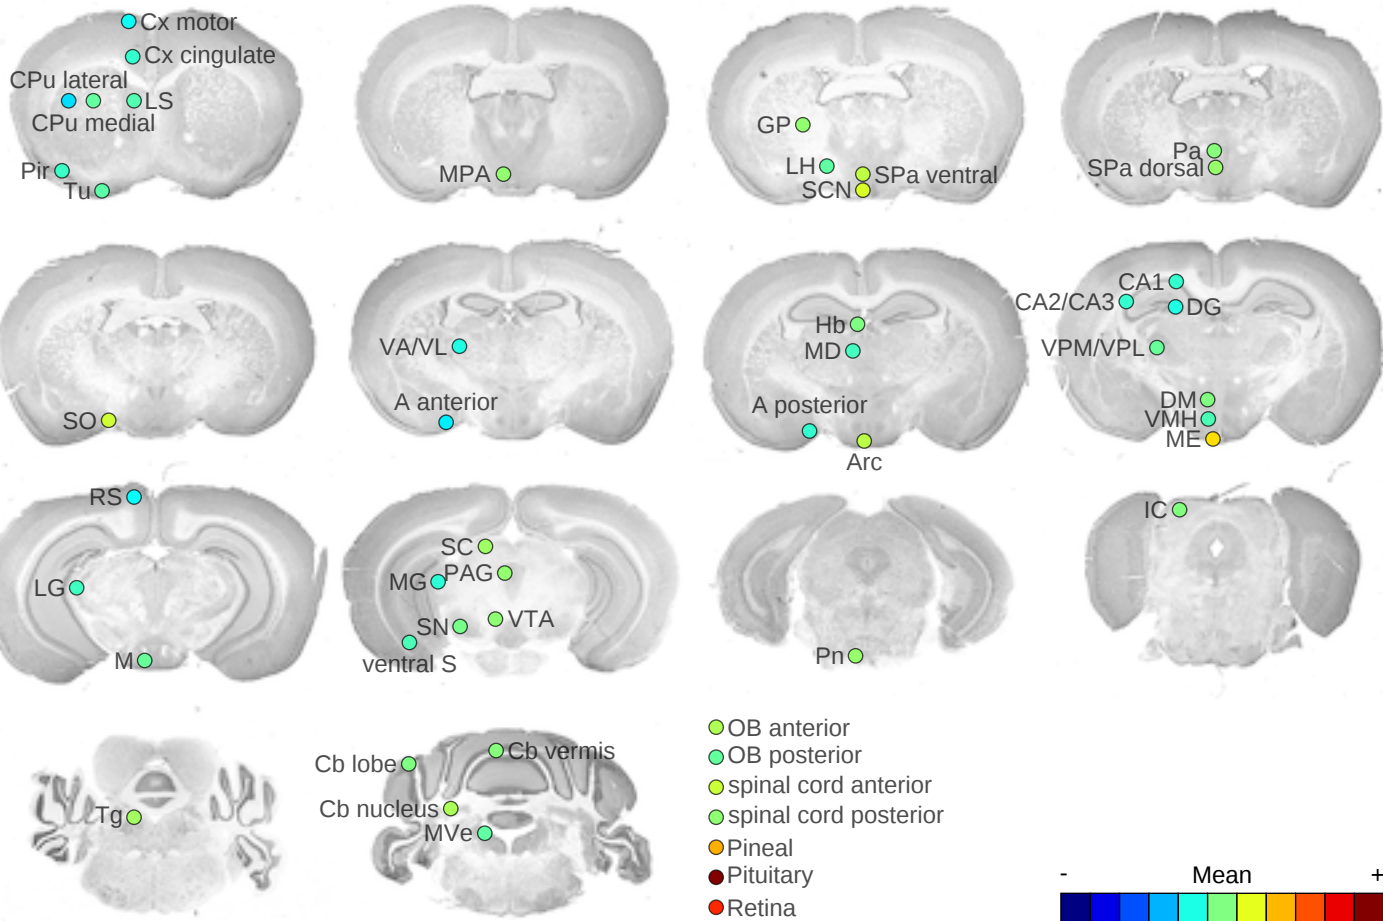 Cx motor
Cx cingulate
CPu lateral
LS
CPu medial
Pir
Tu
MPA
GP
LH
SPa ventral
SCN
Pa
SPa dorsal
SO
VA/VL
A anterior
Hb
MD
A posterior
Arc
CA1
CA2/CA3
DG
VPM/VPL
DM
VMH
ME
RS
LG
M
SC
MG
PAG
SN
VTA
ventral S
Pn
IC
Tg
Cb lobe
Cb vermis
Cb nucleus
MVe
OB anterior
OB posterior
spinal cord anterior
spinal cord posterior
Pineal
Pituitary
Retina
- Mean +